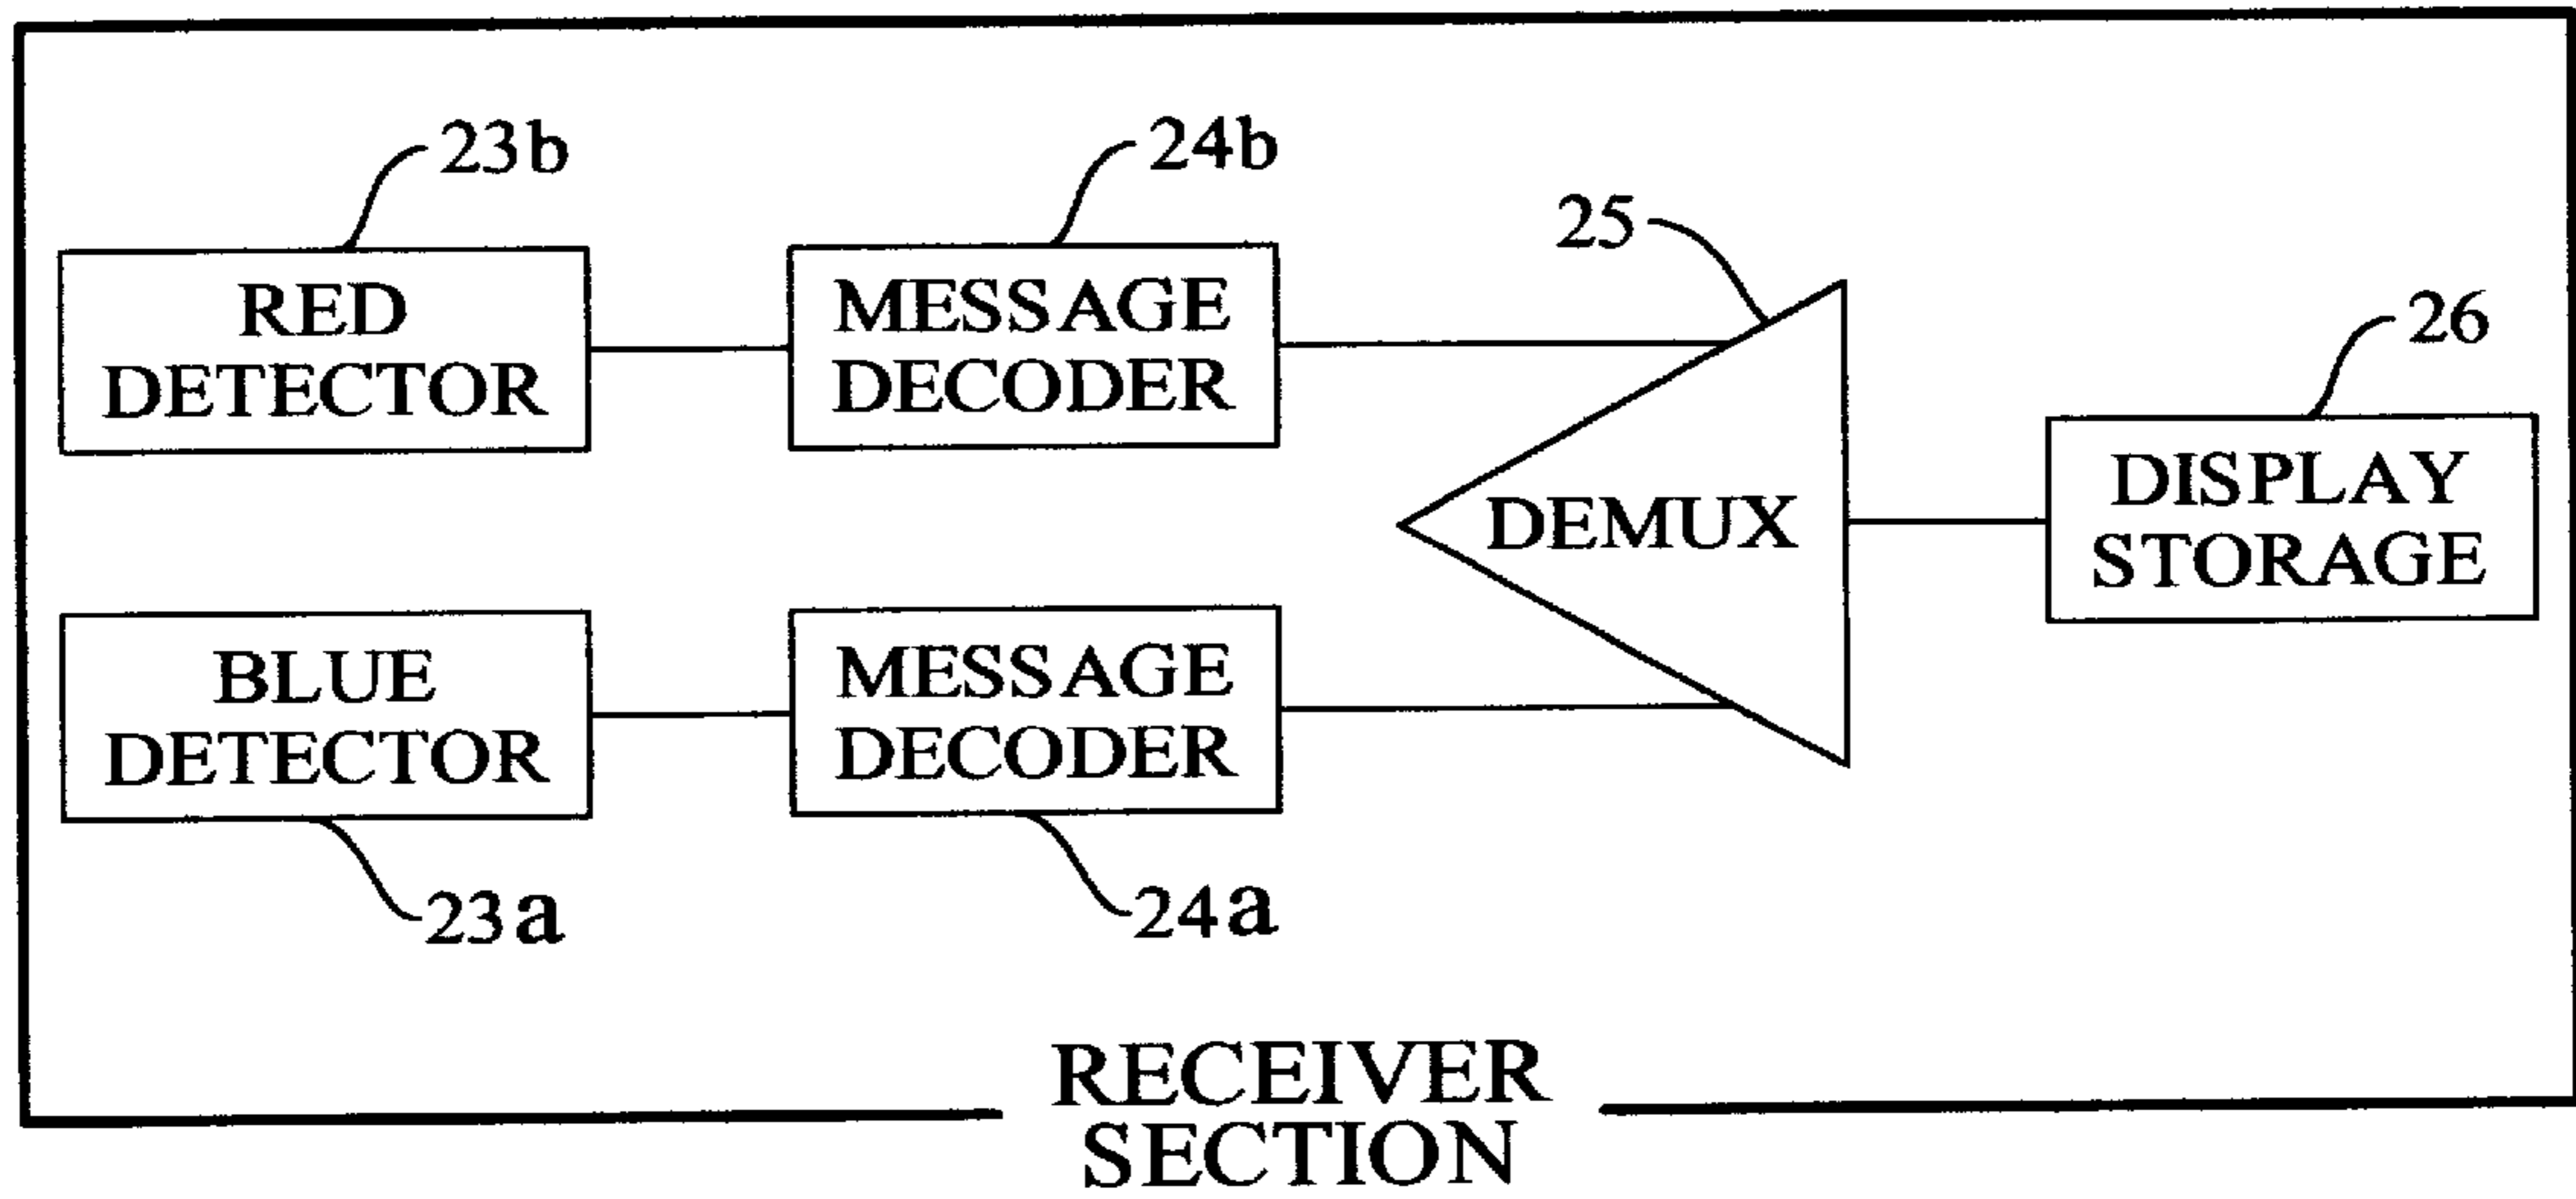 23b
24b
25
26
RED
DETECTOR
MESSAGE
DECODER
DEMUX
DISPLAY
STORAGE
BLUE
DETECTOR
MESSAGE
DECODER
23a
24a
RECEIVER
SECTION